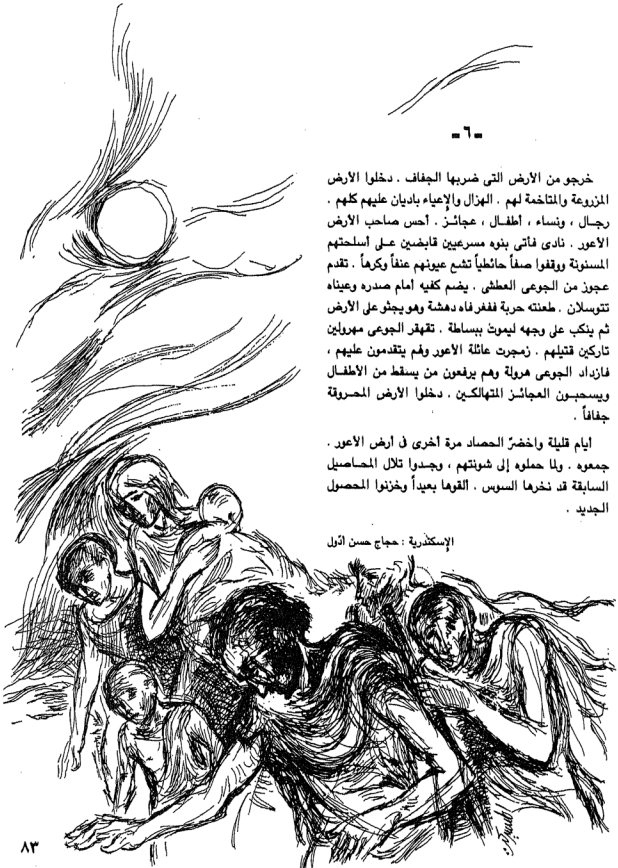 -٦-
خرجو من الأرض التى ضربها الجفاف . دخلوا الأرض
المزروعة والمتاخمة لهم . الهزال والإعياء باديان عليهم كلهم .
رجال ، ونساء ، أطفال ، عجائز . أحس صاحب الأرض
الأعور . نادى فأتى بنوه مسرعيين قابضين على أسلحتهم
المسنونة ووقفوا صفاً حائطياً تشع عيونهم عنفاً وكرهاً . تقدم
عجوز من الجوعى العطشى . يضم كفيه أمام صدره وعيناه
تتوسلان . طعنته حربة ففغر فاه دهشة وهو يجثو على الأرض
ثم ينكب على وجهه ليموت ببساطة . تقهقر الجوعى مهرولين
تاركين قتيلهم . زمجرت عائلة الأعور وهم يتقدمون عليهم ،
فازداد الجوعى هرولة وهم يرفعون من يسقط من الأطفال
ويسحبون العجائز المتهالكين . دخلوا الأرض المحروقة
جفافاً .
أيام قليلة واخضرّ الحصاد مرة أخرى فى أرض الأعور .
جمعوه . ولما حملوه إلى شونتهم ، وجدوا تلال المحاصيل
السابقة قد نخرها السوس . ألقوها بعيداً وخزنوا المحصول
الجديد .
الإسكندرية : حجاج حسن أدّول
٨٣